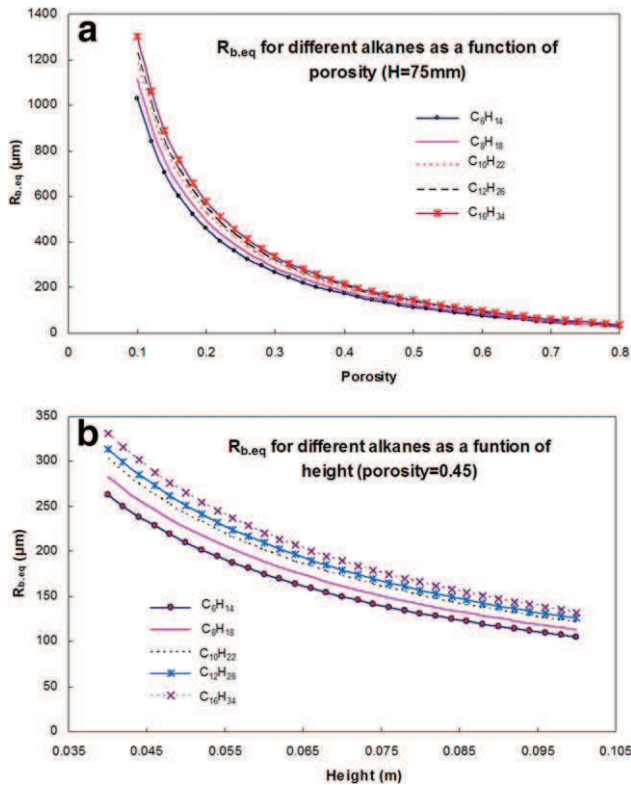 a
R_b.eq for different alkanes as a function of
porosity (H=75mm)
1400
1200
1000
800
600
400
200
0
R_b.eq (µm)
C₆H₁₄
C₈H₁₈
C₁₀H₂₂
C₁₂H₂₆
C₁₆H₃₄
0 0.1 0.2 0.3 0.4 0.5 0.6 0.7 0.8
Porosity
b
R_b.eq for different alkanes as a funtion of
height (porosity=0.45)
350
300
250
200
150
100
50
0
R_b.eq (µm)
C₆H₁₄
C₈H₁₈
C₁₀H₂₂
C₁₂H₂₆
C₁₆H₃₄
0.035 0.045 0.055 0.065 0.075 0.085 0.095 0.105
Height (m)